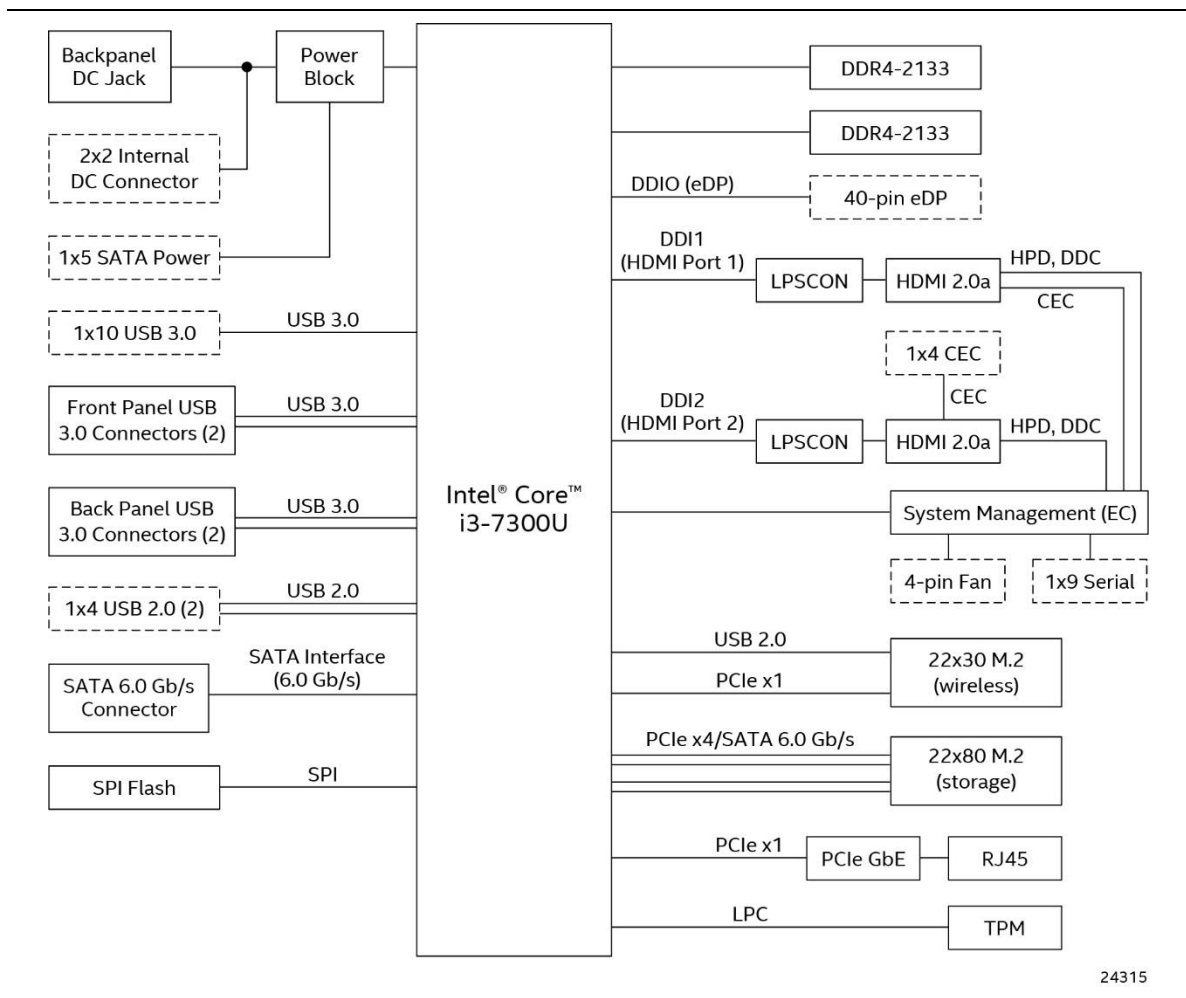 Backpanel
DC Jack
Power
Block
2x2 Internal
DC Connector
1x5 SATA Power
1x10 USB 3.0
USB 3.0
Front Panel USB
3.0 Connectors (2)
USB 3.0
Back Panel USB
3.0 Connectors (2)
USB 3.0
1x4 USB 2.0 (2)
USB 2.0
SATA 6.0 Gb/s
Connector
SATA Interface
(6.0 Gb/s)
SPI Flash
SPI
Intel® Core™
i3-7300U
DDR4-2133
DDR4-2133
DDIO (eDP)
40-pin eDP
DDI1
(HDMI Port 1)
LPSCON
HDMI 2.0a
HPD, DDC
CEC
1x4 CEC
CEC
DDI2
(HDMI Port 2)
LPSCON
HDMI 2.0a
HPD, DDC
System Management (EC)
4-pin Fan
1x9 Serial
USB 2.0
PCIe x1
22x30 M.2
(wireless)
PCIe x4/SATA 6.0 Gb/s
22x80 M.2
(storage)
PCIe x1
PCIe GbE
RJ45
LPC
TPM
24315